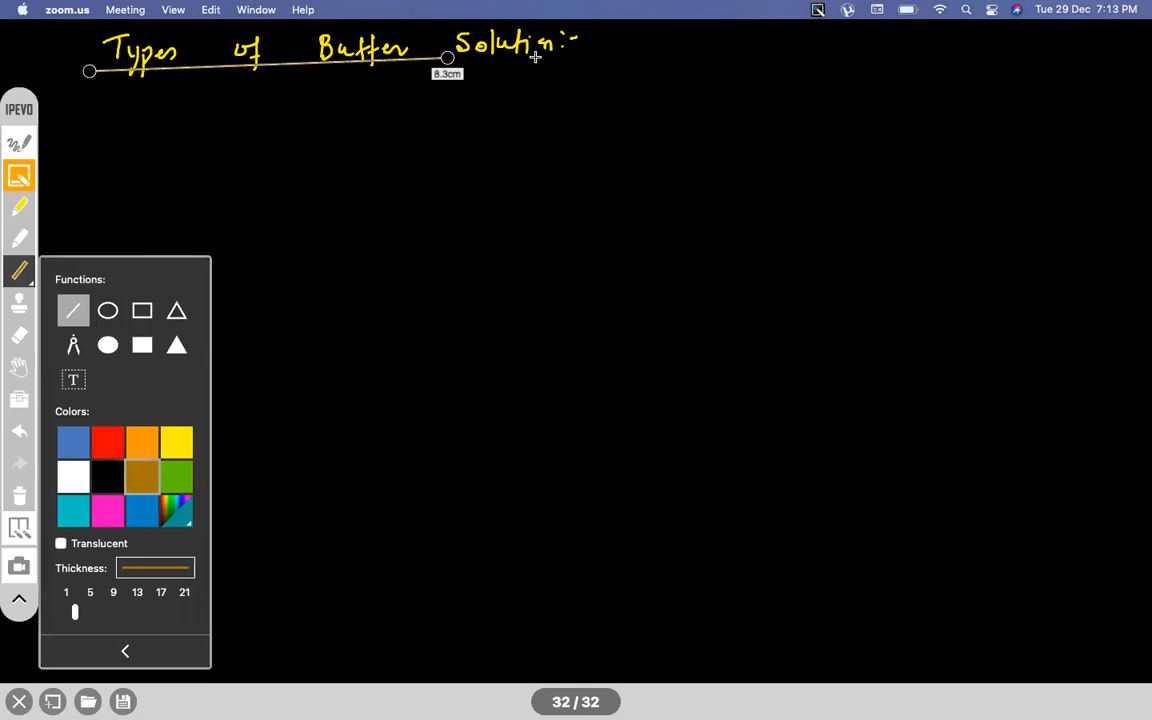 zoom.us Meeting View Edit Window Help Tue 29 Dec 7:13 PM
Types of Buffer Solution:-
8.3cm
IPEVO
Functions:
T
Colors:
Translucent
Thickness:
1 5 9 13 17 21
32 / 32